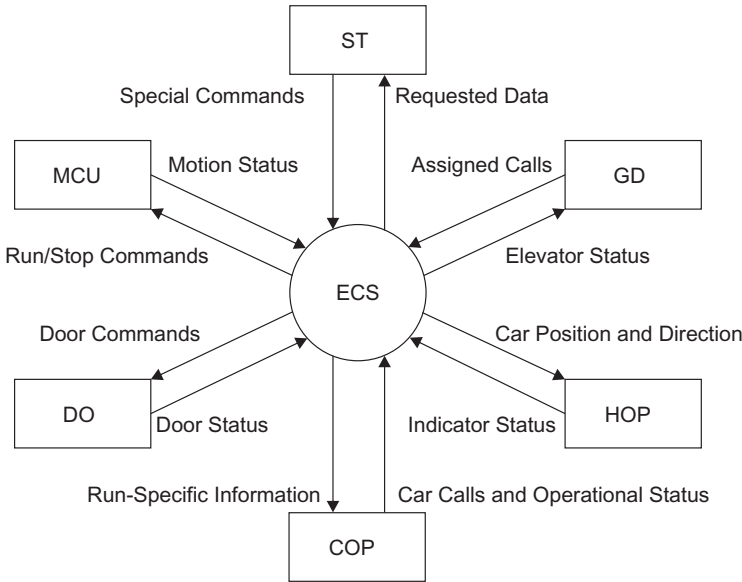 ST
Special Commands
Requested Data
MCU
Motion Status
Assigned Calls
GD
Run/Stop Commands
Elevator Status
ECS
Door Commands
Car Position and Direction
DO
Door Status
Indicator Status
HOP
Run-Specific Information
Car Calls and Operational Status
COP